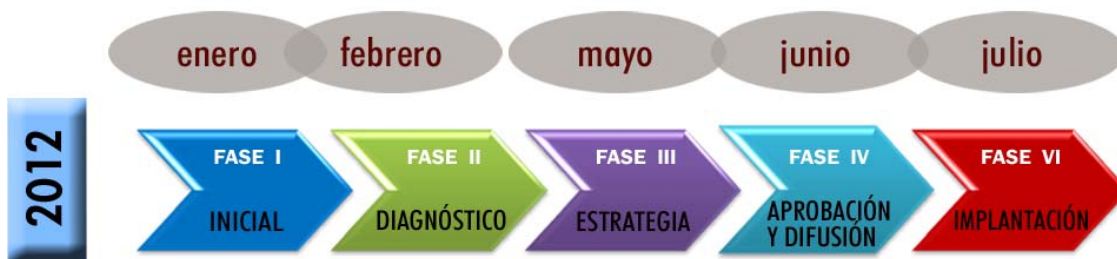 enero febrero mayo junio julio
2012
FASE I FASE II FASE III FASE IV FASE VI
INICIAL DIAGNÓSTICO ESTRATEGIA APROBACIÓN Y DIFUSIÓN IMPLANTACIÓN